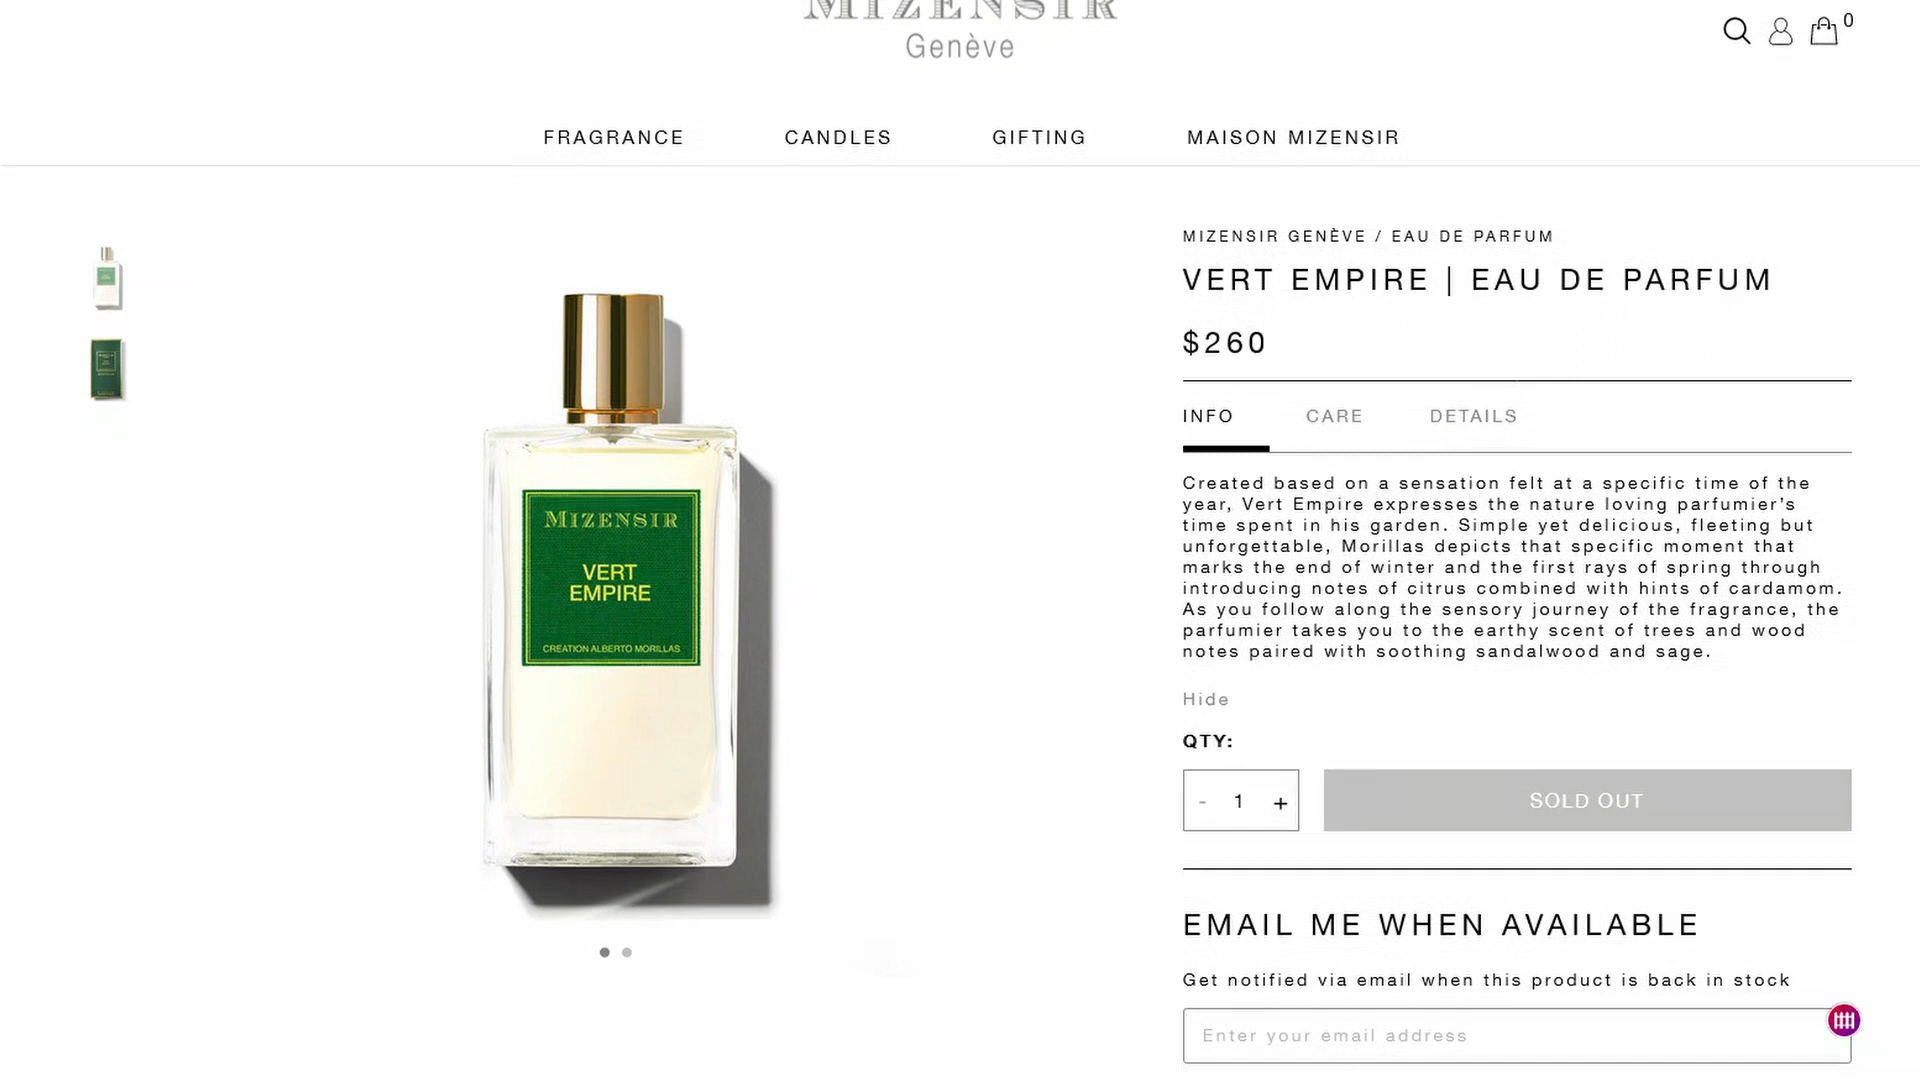 MIZENSIR
Genève
0
FRAGRANCE CANDLES GIFTING MAISON MIZENSIR
MIZENSIR GENÈVE / EAU DE PARFUM
VERT EMPIRE | EAU DE PARFUM
$260
INFO CARE DETAILS
Created based on a sensation felt at a specific time of the
year, Vert Empire expresses the nature loving parfumier's
time spent in his garden. Simple yet delicious, fleeting but
unforgettable, Morillas depicts that specific moment that
marks the end of winter and the first rays of spring through
introducing notes of citrus combined with hints of cardamom.
As you follow along the sensory journey of the fragrance, the
parfumier takes you to the earthy scent of trees and wood
notes paired with soothing sandalwood and sage.
Hide
QTY:
- 1 +
SOLD OUT
EMAIL ME WHEN AVAILABLE
Get notified via email when this product is back in stock
Enter your email address
MIZENSIR
VERT
EMPIRE
CREATION ALBERTO MORILLAS